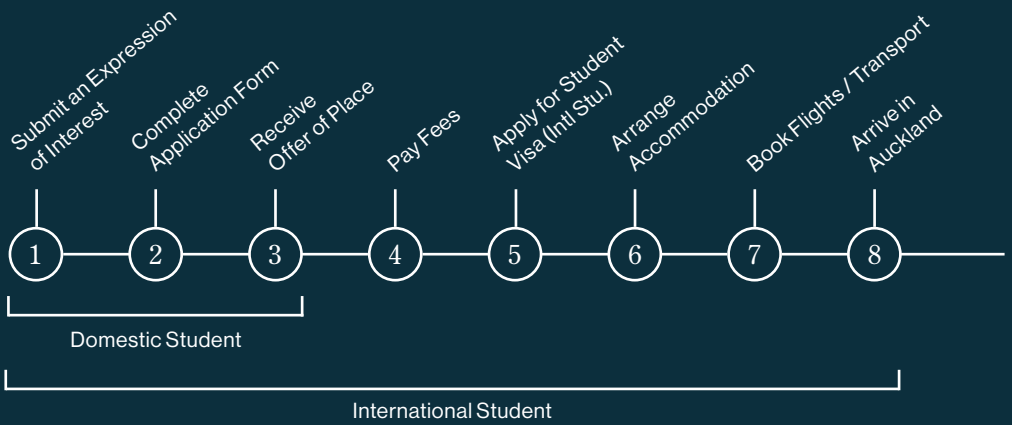 Submit an Expression
of Interest
Complete
Application Form
Receive
Offer of Place
Pay Fees
Apply for Student
Visa (Intl Stu.)
Arrange
Accommodation
Book Flights / Transport
Arrive in
Auckland
1
2
3
4
5
6
7
8
Domestic Student
International Student